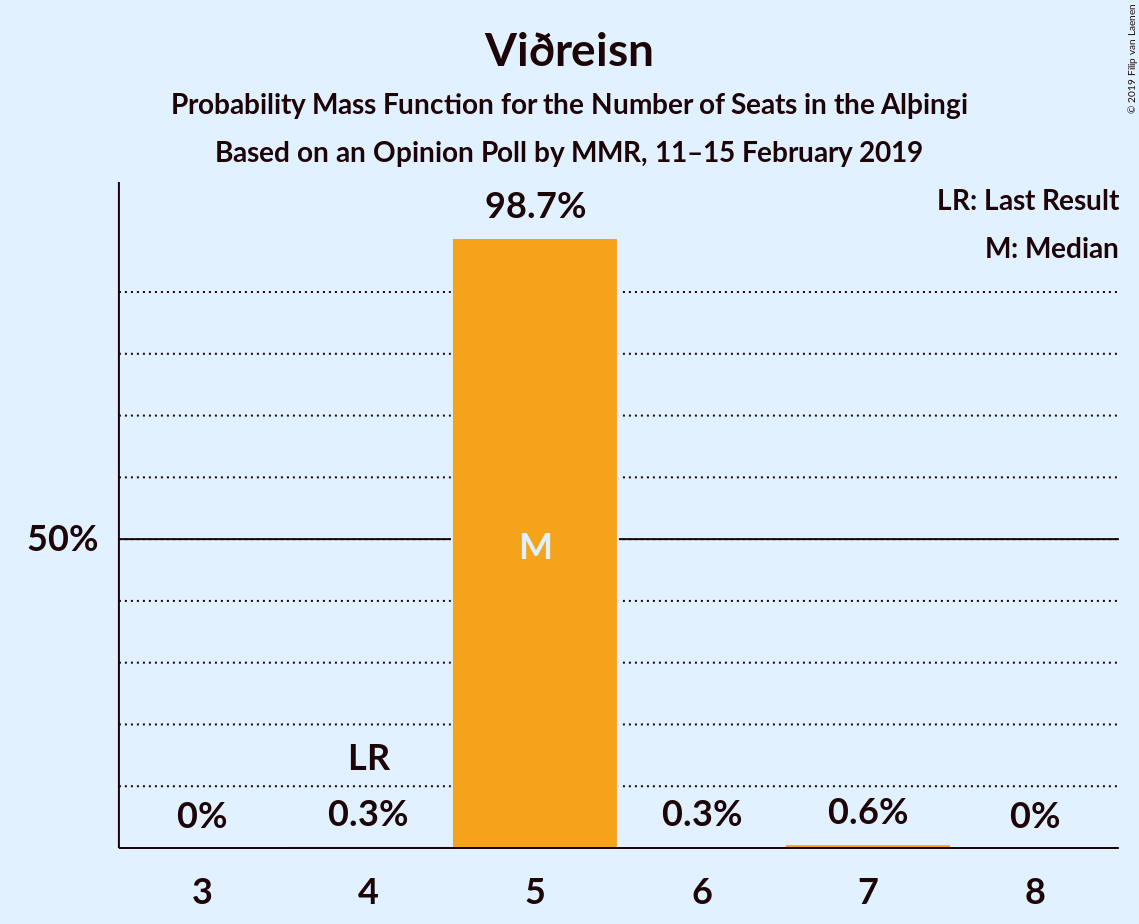 Viðreisn
Probability Mass Function for the Number of Seats in the Alþingi
Based on an Opinion Poll by MMR, 11–15 February 2019
© 2019 Filip van Laenen
LR: Last Result
M: Median
98.7%
50%
M
LR
0%
0.3%
0.3%
0.6%
0%
3
4
5
6
7
8